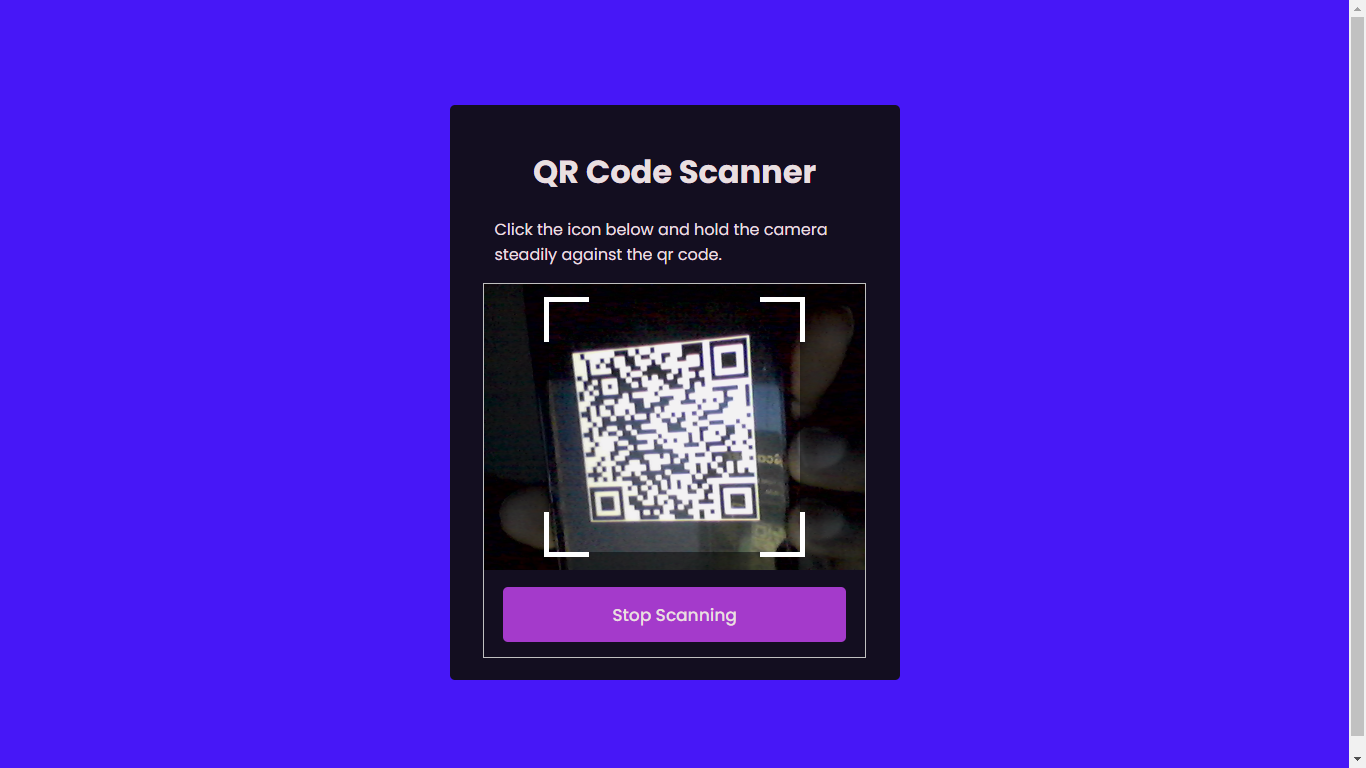 QR Code Scanner
Click the icon below and hold the camera
steadily against the qr code.
Stop Scanning